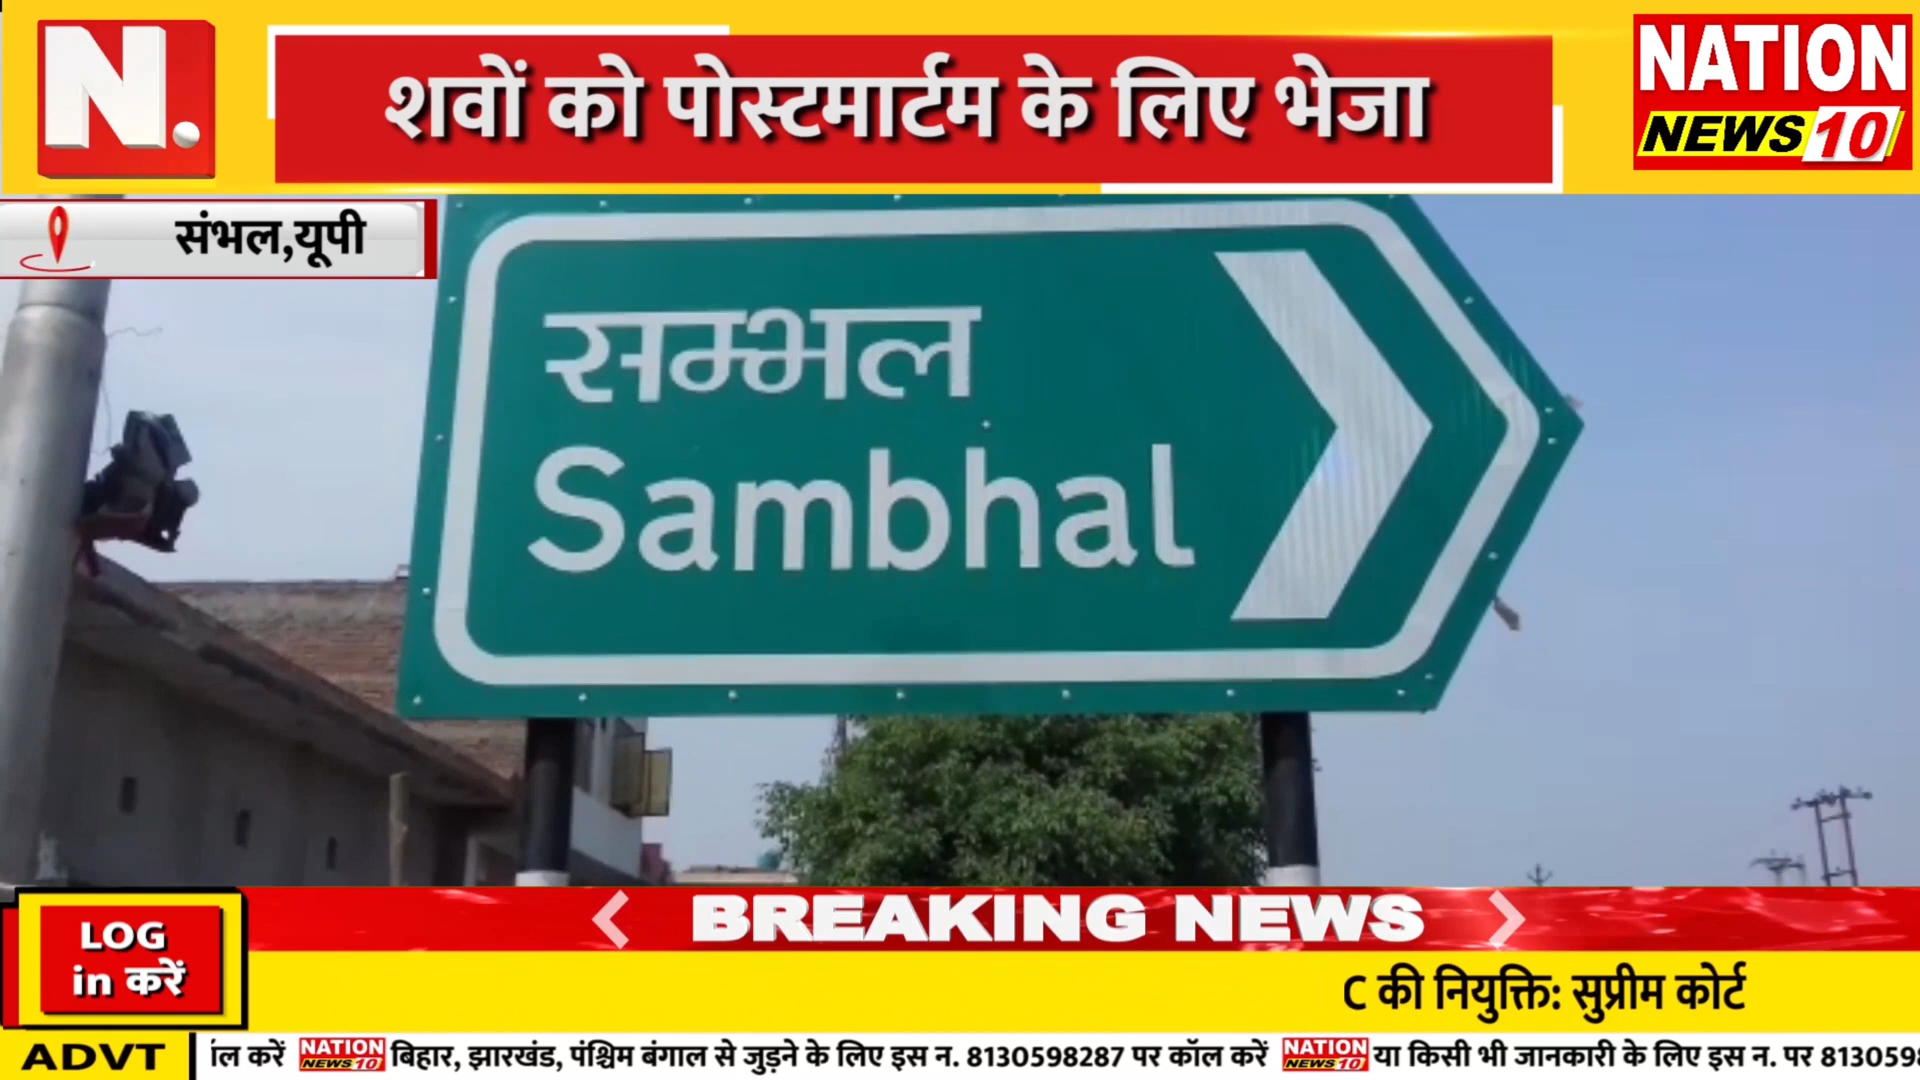 N.
शवों को पोस्टमार्टम के लिए भेजा
NATION
NEWS 10
संभल,यूपी
सम्भल
Sambhal
BREAKING NEWS
LOG
in करें
C की नियुक्ति: सुप्रीम कोर्ट
ADVT
ल करें NATION NEWS 10 बिहार, झारखंड, पंश्चिम बंगाल से जुड़ने के लिए इस न. 8130598287 पर कॉल करें NATION NEWS 10 या किसी भी जानकारी के लिए इस न. पर 813059